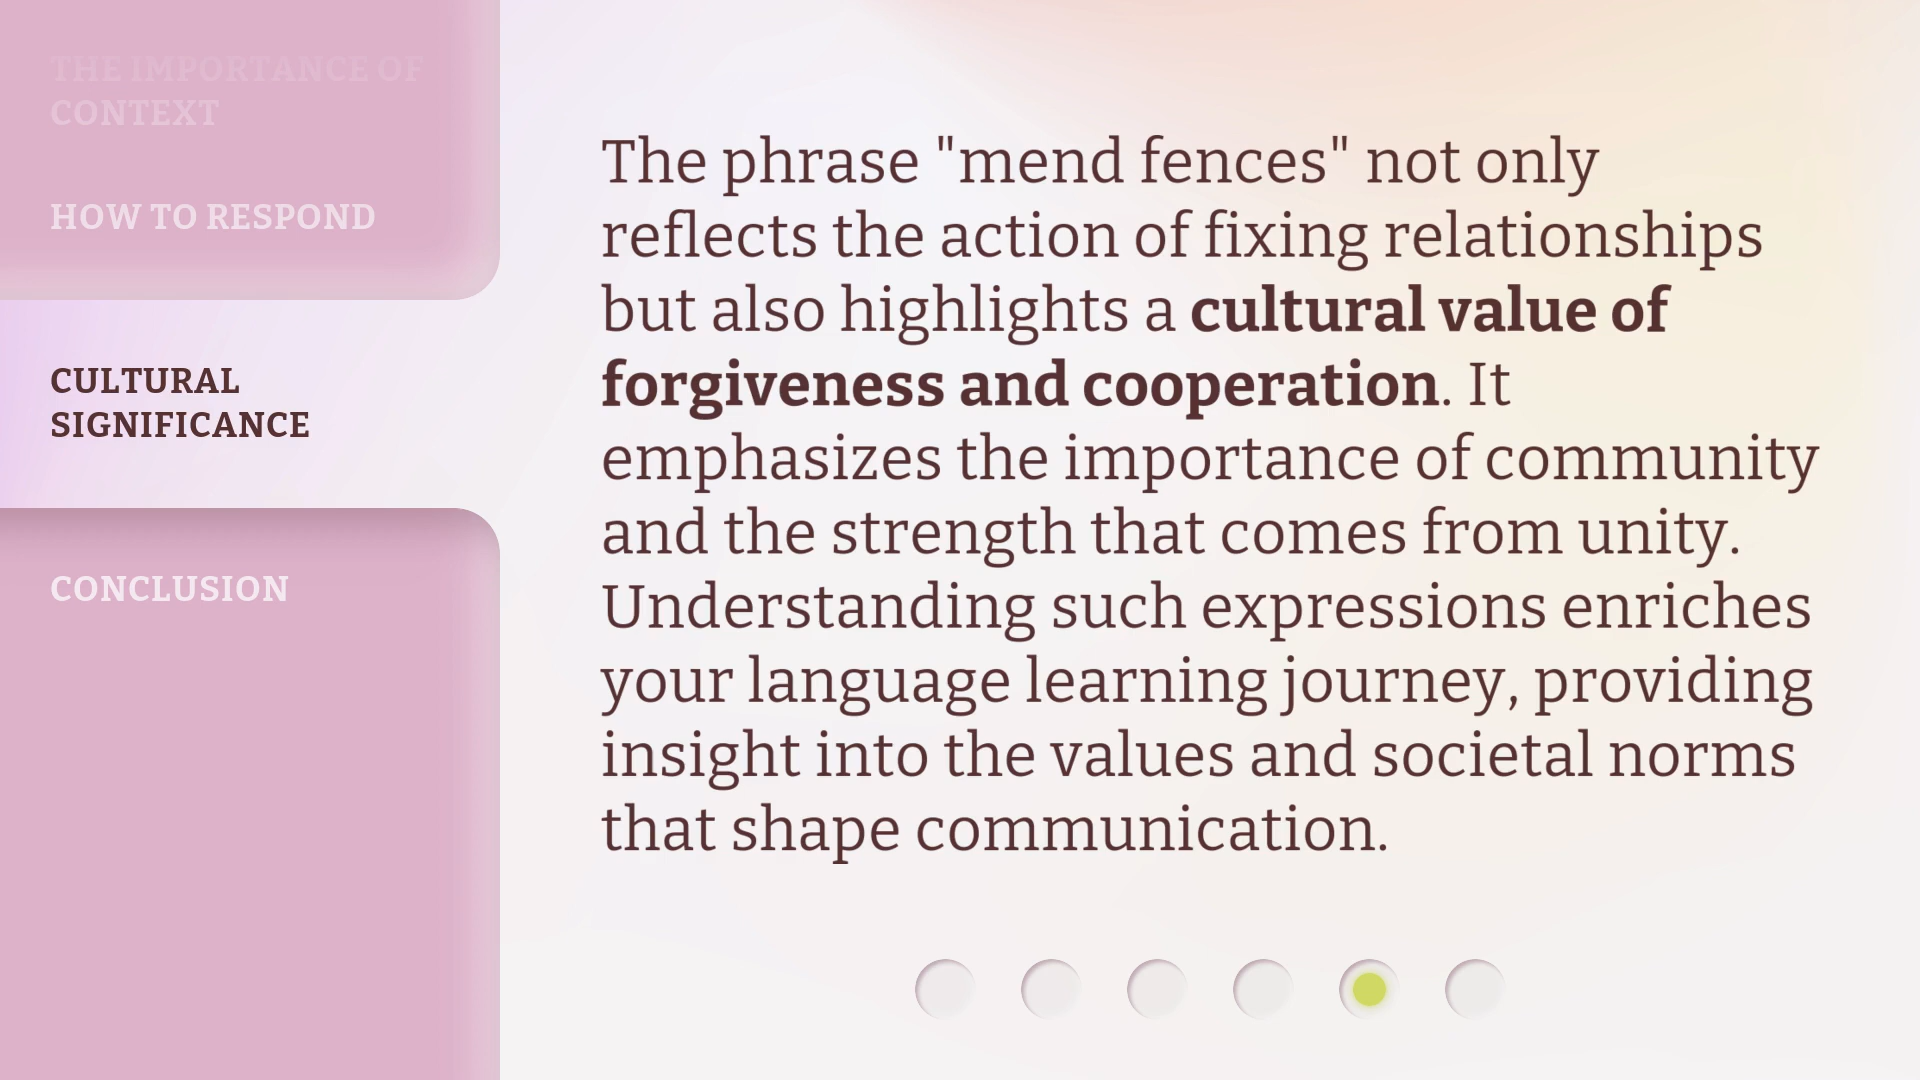 THE IMPORTANCE OF
CONTEXT
HOW TO RESPOND
CULTURAL
SIGNIFICANCE
CONCLUSION
The phrase "mend fences" not only
reflects the action of fixing relationships
but also highlights a cultural value of
forgiveness and cooperation. It
emphasizes the importance of community
and the strength that comes from unity.
Understanding such expressions enriches
your language learning journey, providing
insight into the values and societal norms
that shape communication.